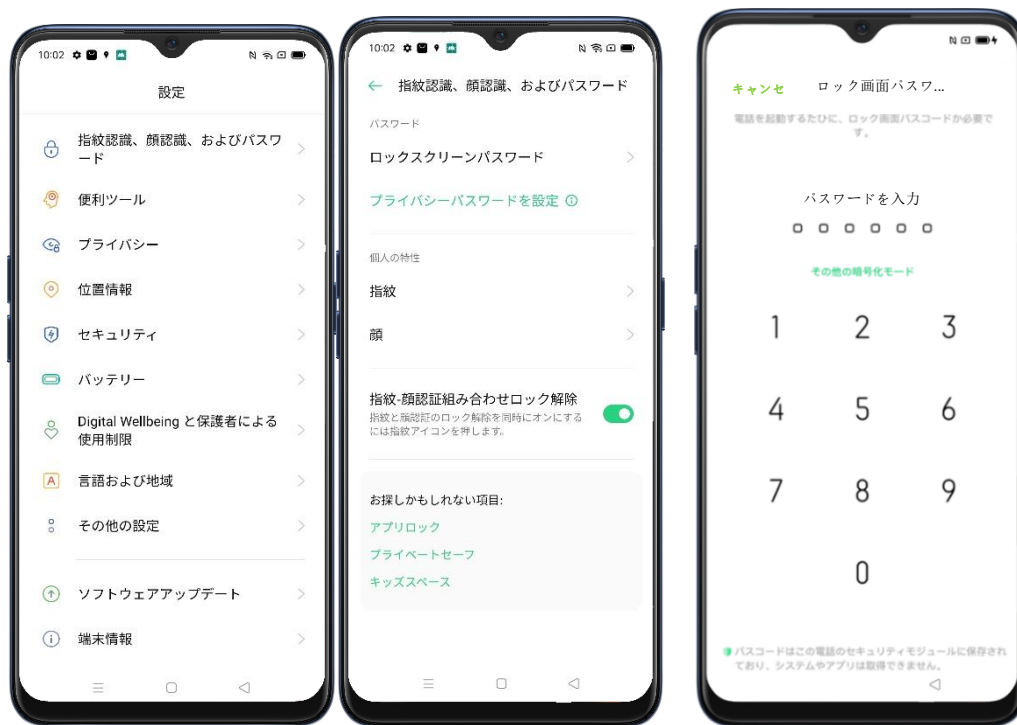 10:02
設定
指紋認識、顔認識、およびパスワ
ード
便利ツール
プライバシー
位置情報
セキュリティ
バッテリー
Digital Wellbeing と保護者による
使用制限
A 言語および地域
その他の設定
ソフトウェアアップデート
端末情報
10:02
指紋認識、顔認識、およびパスワード
パスワード
ロックスクリーンパスワード
プライバシーパスワードを設定
個人の特性
指紋
顔
指紋-顔認証組み合わせロック解除
指紋と顔認証のロック解除を同時にオンにする
には指紋アイコンを押します。
お探しかもしれない項目:
アプリロック
プライベートセーフ
キッズスペース
キャンセ ロック画面パスワ...
電話を起動するたびに、ロック画面パスコードが必要で
す。
パスワードを入力
その他の暗号化モード
1 2 3
4 5 6
7 8 9
0
パスコードはこの電話のセキュリティモジュールに保存され
ており、システムやアプリは取得できません。